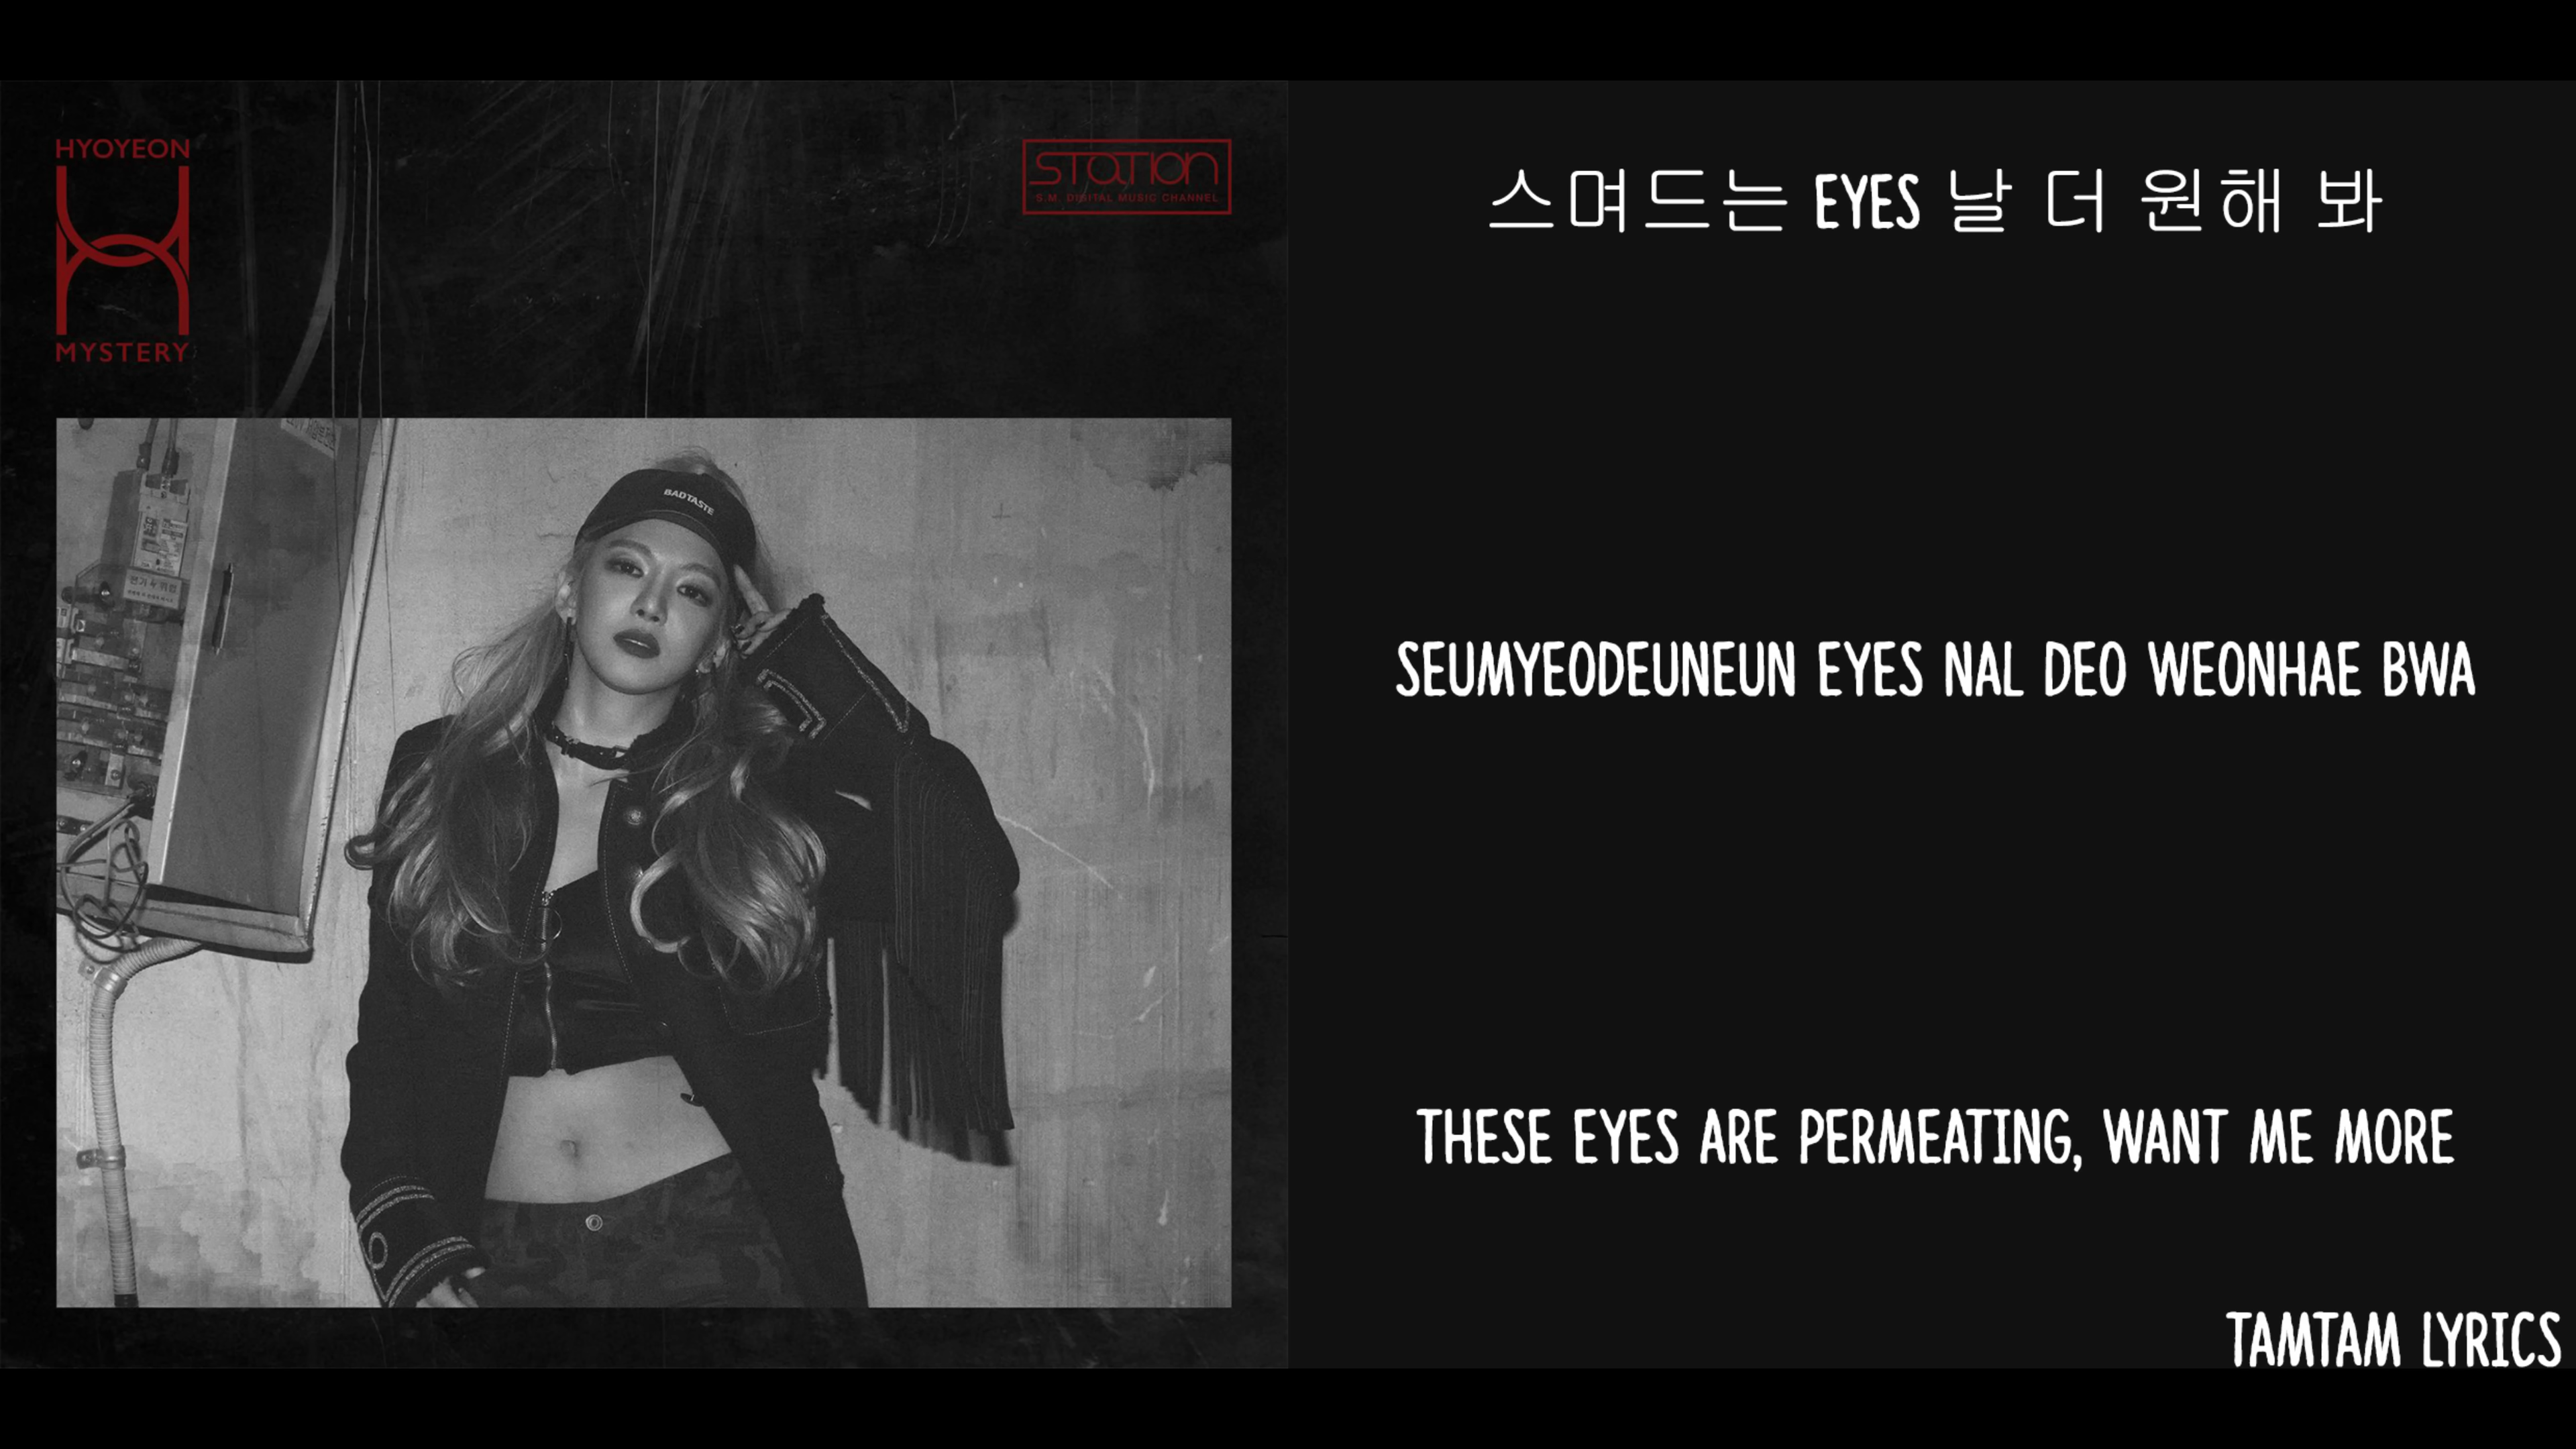 HYOYEON
MYSTERY
STATION
S.M. DIGITAL MUSIC CHANNEL
BADTASTE
스며드는 EYES 날 더 원해 봐
SEUMYEODEUNEUN EYES NAL DEO WEONHAE BWA
THESE EYES ARE PERMEATING, WANT ME MORE
TAMTAM LYRICS